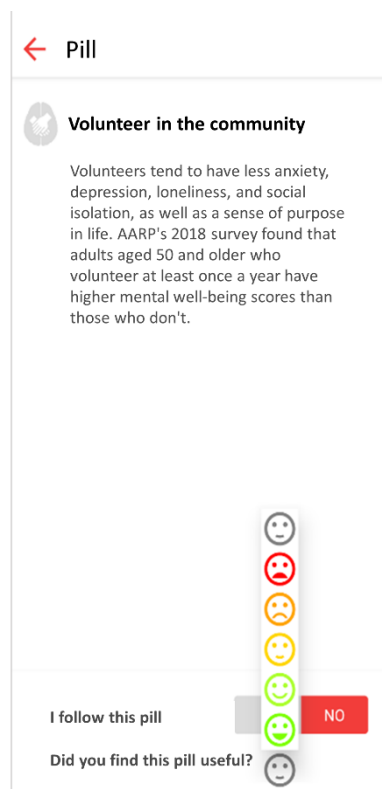 Pill
Volunteer in the community
Volunteers tend to have less anxiety,
depression, loneliness, and social
isolation, as well as a sense of purpose
in life. AARP's 2018 survey found that
adults aged 50 and older who
volunteer at least once a year have
higher mental well-being scores than
those who don't.
I follow this pill
NO
Did you find this pill useful?